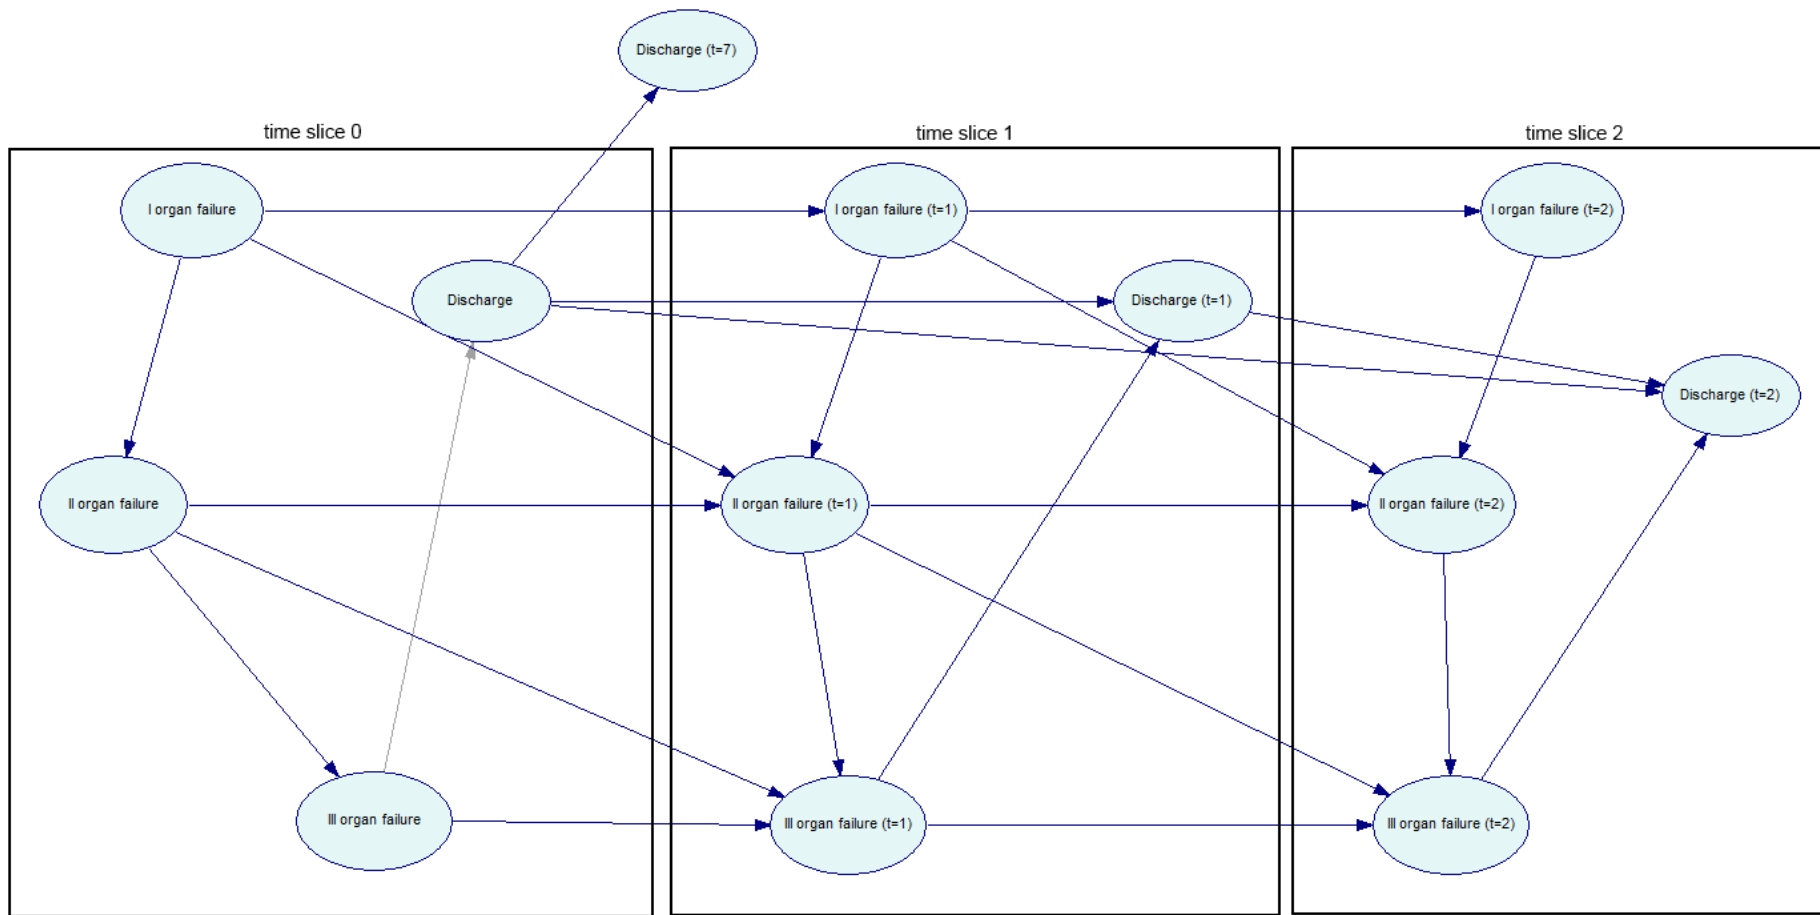 Discharge (t=7)
time slice 0
time slice 1
time slice 2
I organ failure
I organ failure (t=1)
I organ failure (t=2)
Discharge
Discharge (t=1)
Discharge (t=2)
II organ failure
II organ failure (t=1)
II organ failure (t=2)
III organ failure
III organ failure (t=1)
III organ failure (t=2)